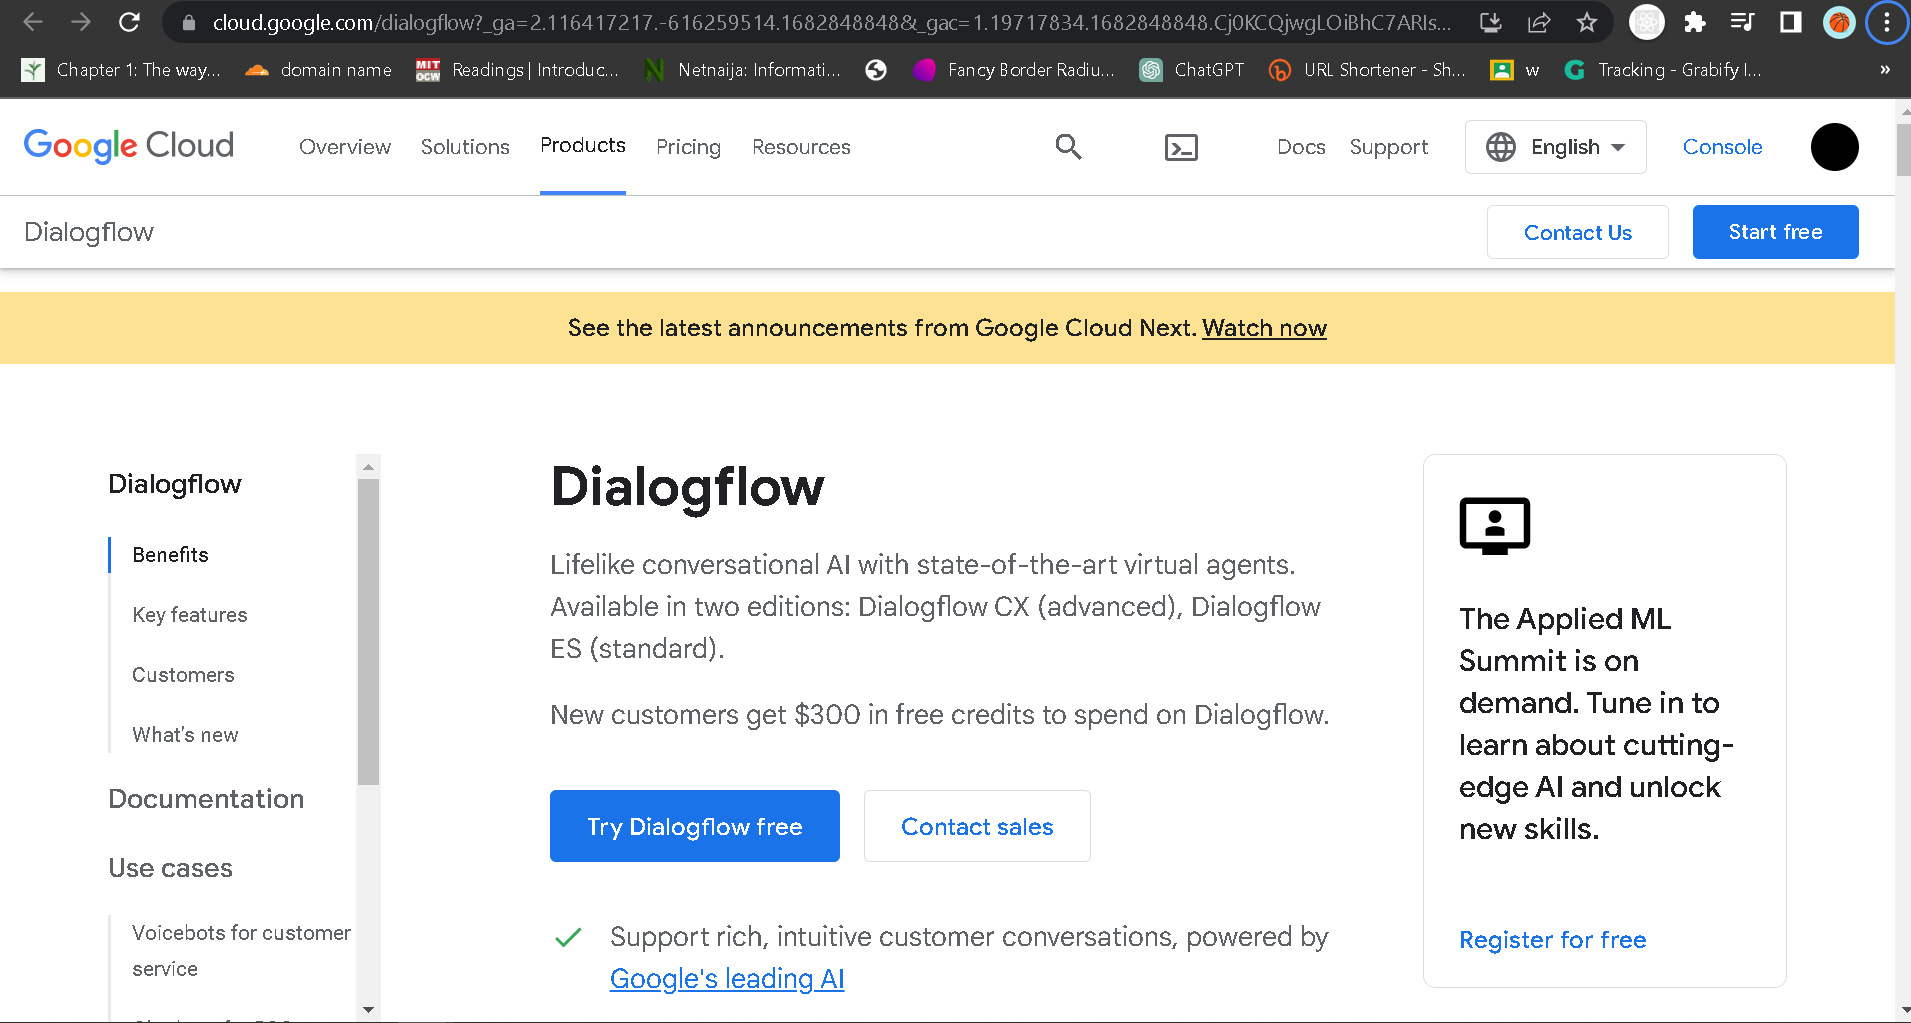 cloud.google.com/dialogflow?_ga=2.116417217.-616259514.1682848848&_gac=1.19717834.1682848848.Cj0KCQjwgLOiBhC7ARIs...
Chapter 1: The way...
domain name
MIT OCW
Readings | Introduc...
Netnaija: Informati...
Fancy Border Radiu...
ChatGPT
URL Shortener - Sh...
w
Tracking - Grabify I...
»
Google Cloud
Overview
Solutions
Products
Pricing
Resources
Docs
Support
English
Console
Dialogflow
Contact Us
Start free
See the latest announcements from Google Cloud Next. Watch now
Dialogflow
Benefits
Key features
Customers
What's new
Documentation
Use cases
Voicebots for customer
service
Dialogflow
Lifelike conversational AI with state-of-the-art virtual agents.
Available in two editions: Dialogflow CX (advanced), Dialogflow
ES (standard).
New customers get $300 in free credits to spend on Dialogflow.
Try Dialogflow free
Contact sales
Support rich, intuitive customer conversations, powered by
Google's leading AI
The Applied ML
Summit is on
demand. Tune in to
learn about cutting-
edge AI and unlock
new skills.
Register for free